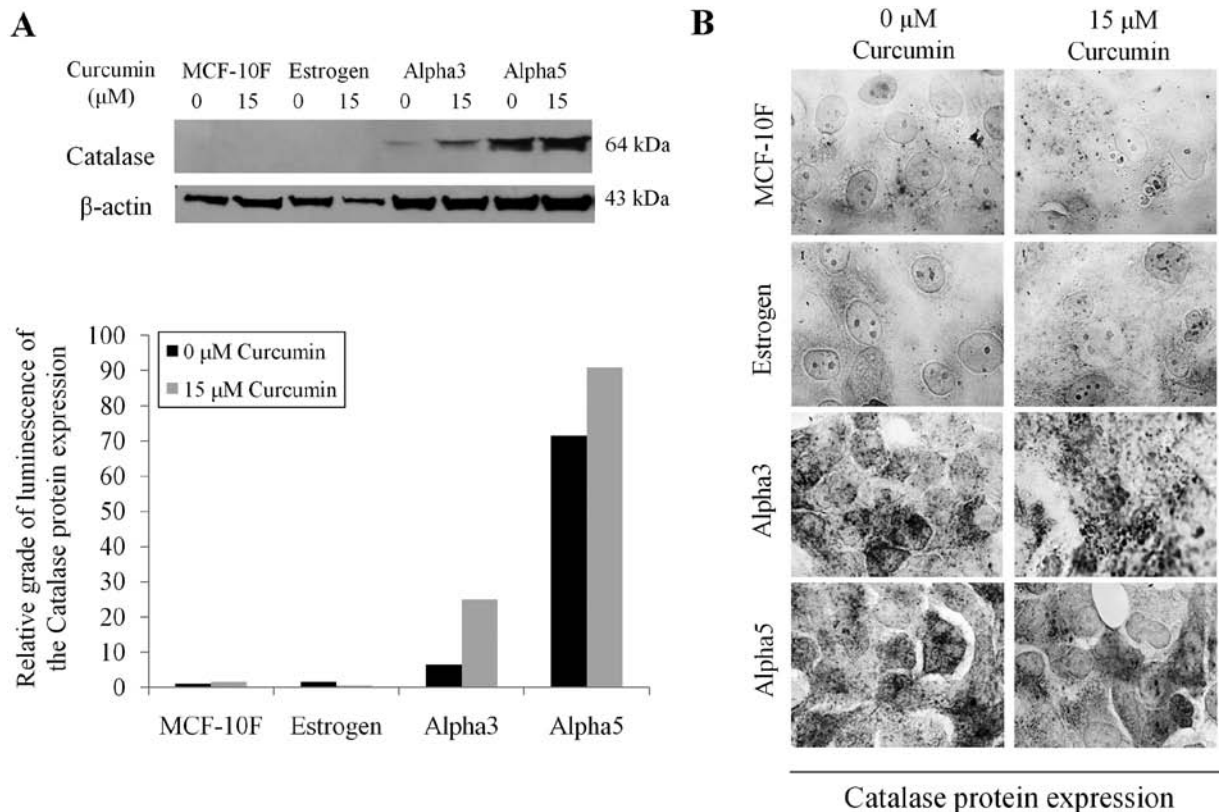 A
Curcumin (µM)
MCF-10F Estrogen Alpha3 Alpha5
0 15 0 15 0 15 0 15
Catalase
64 kDa
β-actin
43 kDa
Relative grade of luminescence of
the Catalase protein expression
100
90
80
70
60
50
40
30
20
10
0
0 µM Curcumin
15 µM Curcumin
MCF-10F Estrogen Alpha3 Alpha5
B
0 µM
Curcumin
15 µM
Curcumin
MCF-10F
Estrogen
Alpha3
Alpha5
Catalase protein expression